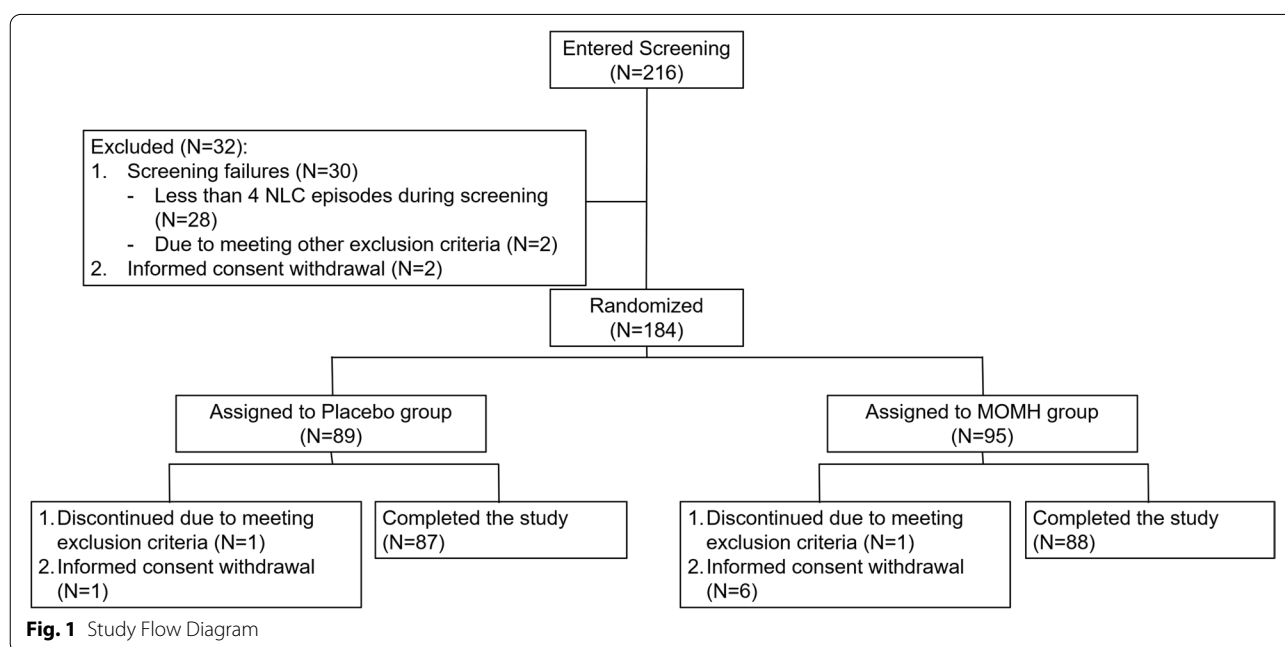 Entered Screening
(N=216)
Excluded (N=32):
1. Screening failures (N=30)
- Less than 4 NLC episodes during screening
(N=28)
- Due to meeting other exclusion criteria (N=2)
2. Informed consent withdrawal (N=2)
Randomized
(N=184)
Assigned to Placebo group
(N=89)
Assigned to MOMH group
(N=95)
1. Discontinued due to meeting
exclusion criteria (N=1)
2. Informed consent withdrawal
(N=1)
Completed the study
(N=87)
1. Discontinued due to meeting
exclusion criteria (N=1)
2. Informed consent withdrawal
(N=6)
Completed the study
(N=88)
Fig. 1 Study Flow Diagram